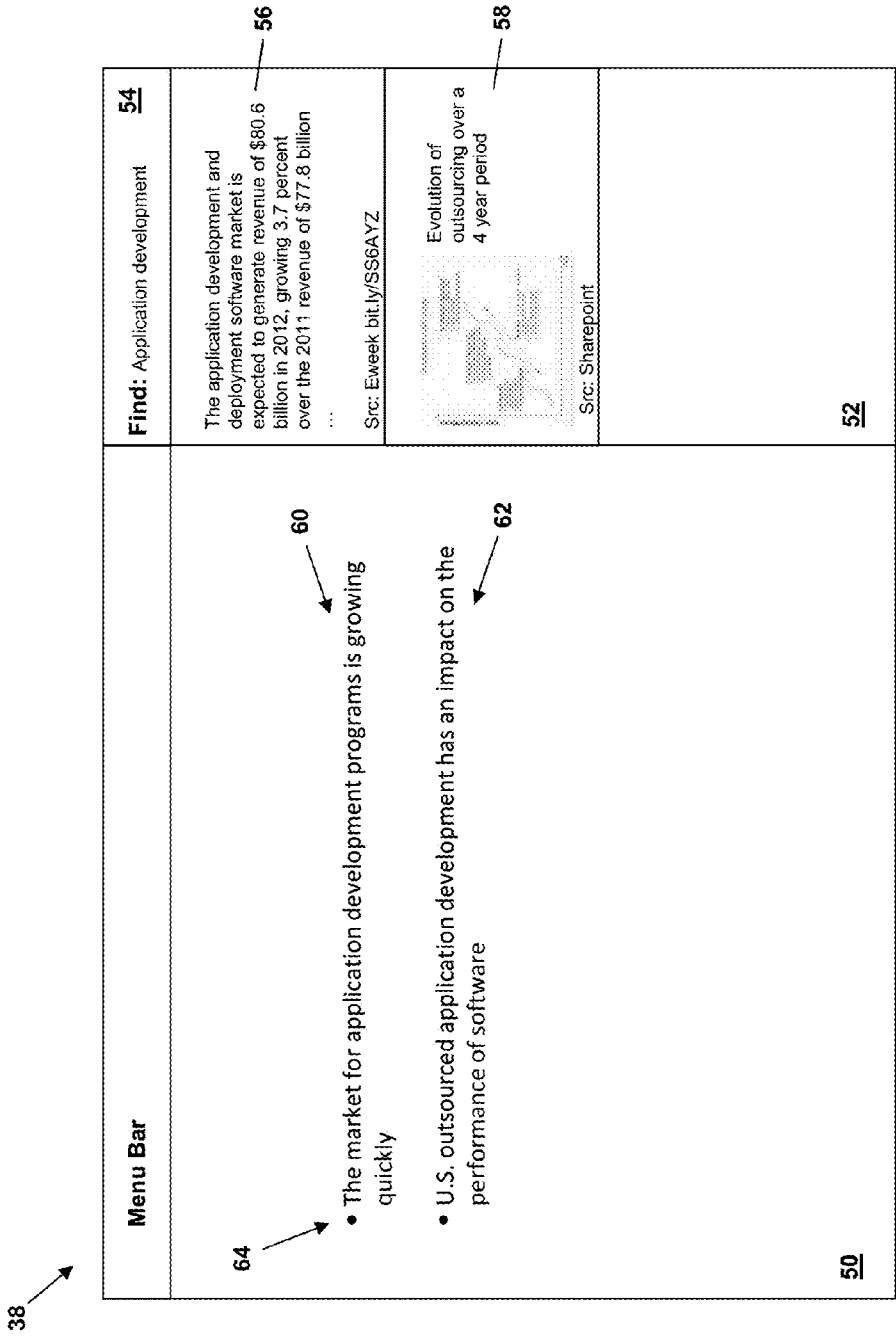 38
Menu Bar
64
• The market for application development programs is growing
quickly
60
• U.S. outsourced application development has an impact on the
performance of software
62
50
Find: Application development
54
The application development and
deployment software market is
expected to generate revenue of $80.6
billion in 2012, growing 3.7 percent
over the 2011 revenue of $77.8 billion
...
Src: Eweek bit.ly/SS6AYZ
56
Evolution of
outsourcing over a
4 year period
Src: Sharepoint
58
52